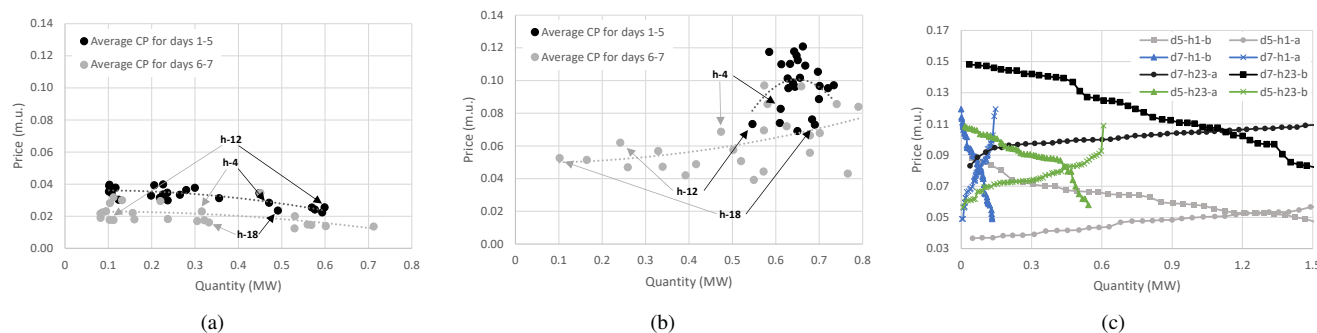 0.14
0.12
0.10
0.08
0.06
0.04
0.02
0.00
Price (m.u.)
Average CP for days 1-5
Average CP for days 6-7
h-12
h-4
h-18
0 0.1 0.2 0.3 0.4 0.5 0.6 0.7 0.8
Quantity (MW)
(a)
0.14
0.12
0.10
0.08
0.06
0.04
0.02
0.00
Price (m.u.)
Average CP for days 1-5
Average CP for days 6-7
h-4
h-12
h-18
0 0.1 0.2 0.3 0.4 0.5 0.6 0.7 0.8
Quantity (MW)
(b)
0.17
0.15
0.13
0.11
0.09
0.07
0.05
0.03
Price (m.u.)
d5-h1-b d5-h1-a
d7-h1-b d7-h1-a
d7-h23-a d7-h23-b
d5-h23-a d5-h23-b
0 0.3 0.6 0.9 1.2 1.5
Quantity (MW)
(c)